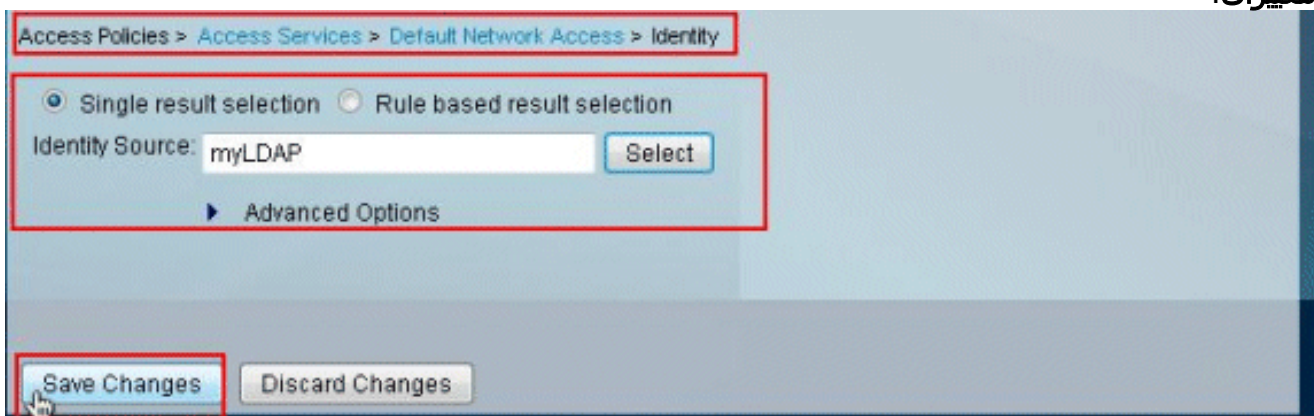 Access Policies > Access Services > Default Network Access > Identity
Single result selection Rule based result selection
Identity Source: myLDAP Select
Advanced Options
Save Changes Discard Changes